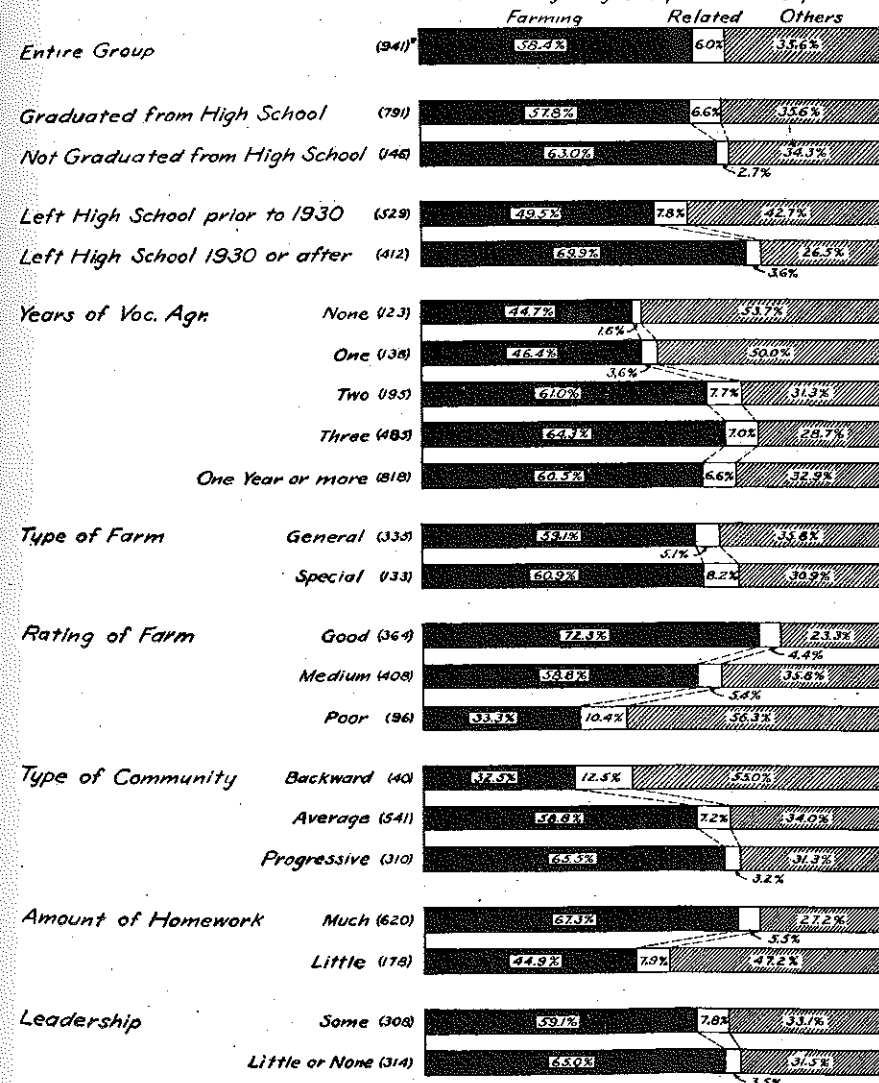 Farming Related Others
Entire Group (941)* 58.4% 6.0% 35.6%
Graduated from High School (791) 57.8% 6.6% 35.6%
Not Graduated from High School (146) 63.0% 34.3%
2.7%
Left High School prior to 1930 (529) 49.5% 7.8% 42.7%
Left High School 1930 or after (412) 69.9% 26.5%
3.6%
Years of Voc. Agr. None (123) 44.7% 53.7%
1.6%
One (138) 46.4% 50.0%
3.6%
Two (195) 61.0% 7.7% 31.3%
Three (485) 64.3% 7.0% 28.7%
One Year or more (818) 60.5% 6.6% 32.9%
Type of Farm General (335) 59.1% 35.8%
5.1%
Special (133) 60.9% 8.2% 30.9%
Rating of Farm Good (364) 72.3% 23.3%
4.4%
Medium (408) 58.8% 35.8%
5.4%
Poor (96) 33.3% 10.4% 56.3%
Type of Community Backward (40) 32.5% 12.5% 55.0%
Average (541) 58.8% 7.2% 34.0%
Progressive (310) 65.5% 31.3%
3.2%
Amount of Homework Much (620) 67.3% 27.2%
5.5%
Little (178) 44.9% 7.9% 47.2%
Leadership Some (308) 59.1% 7.8% 33.1%
Little or None (314) 65.0% 31.5%
3.5%